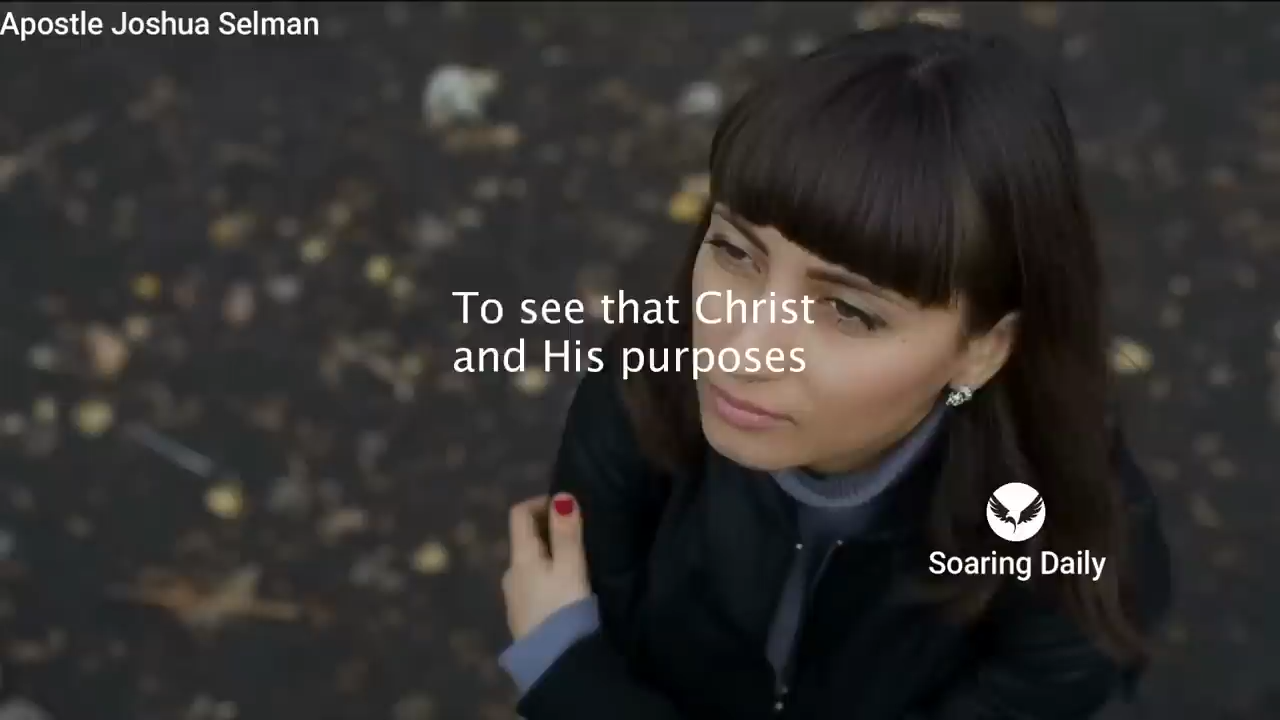 Apostle Joshua Selman
To see that Christ
and His purposes
Soaring Daily